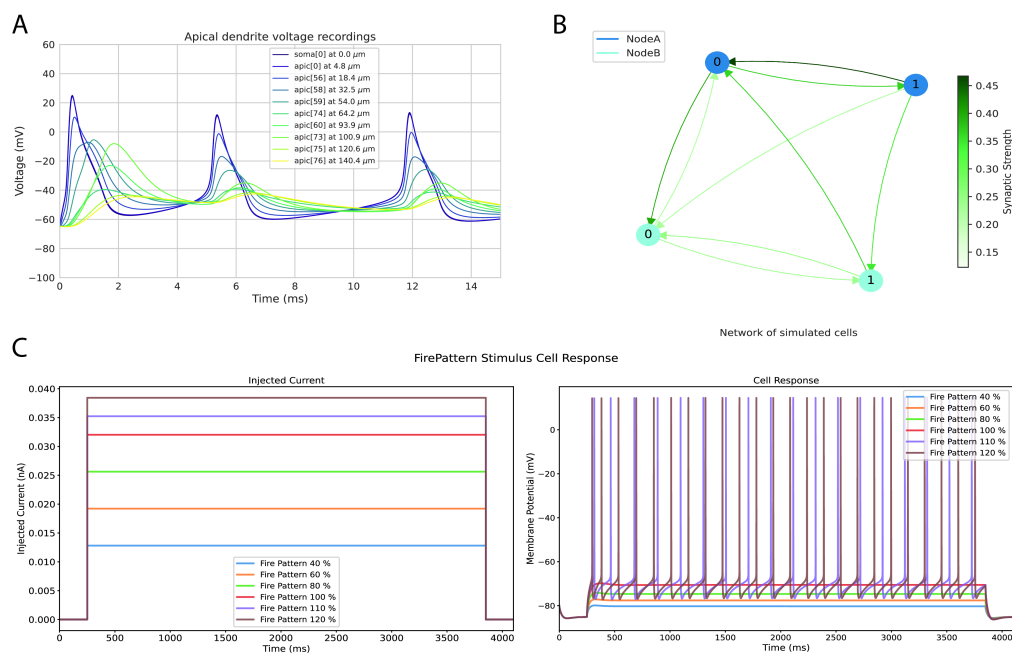 A
Apical dendrite voltage recordings
60
40
20
0
−20
−40
−60
−80
−100
Voltage (mV)
soma[0] at 0.0 μm
apic[0] at 4.8 μm
apic[56] at 18.4 μm
apic[58] at 32.5 μm
apic[59] at 54.0 μm
apic[74] at 64.2 μm
apic[60] at 93.9 μm
apic[73] at 100.9 μm
apic[75] at 120.6 μm
apic[76] at 140.4 μm
0 2 4 6 8 10 12 14
Time (ms)
B
NodeA
NodeB
0
1
0
1
0.45
0.40
0.35
0.30
0.25
0.20
0.15
Synaptic Strength
Network of simulated cells
C
FirePattern Stimulus Cell Response
Injected Current
0.040
0.035
0.030
0.025
0.020
0.015
0.010
0.005
0.000
Injected Current (nA)
Fire Pattern 40 %
Fire Pattern 60 %
Fire Pattern 80 %
Fire Pattern 100 %
Fire Pattern 110 %
Fire Pattern 120 %
0 500 1000 1500 2000 2500 3000 3500 4000
Time (ms)
Cell Response
0
−20
−40
−60
−80
Membrane Potential (mV)
Fire Pattern 40 %
Fire Pattern 60 %
Fire Pattern 80 %
Fire Pattern 100 %
Fire Pattern 110 %
Fire Pattern 120 %
0 500 1000 1500 2000 2500 3000 3500 4000
Time (ms)